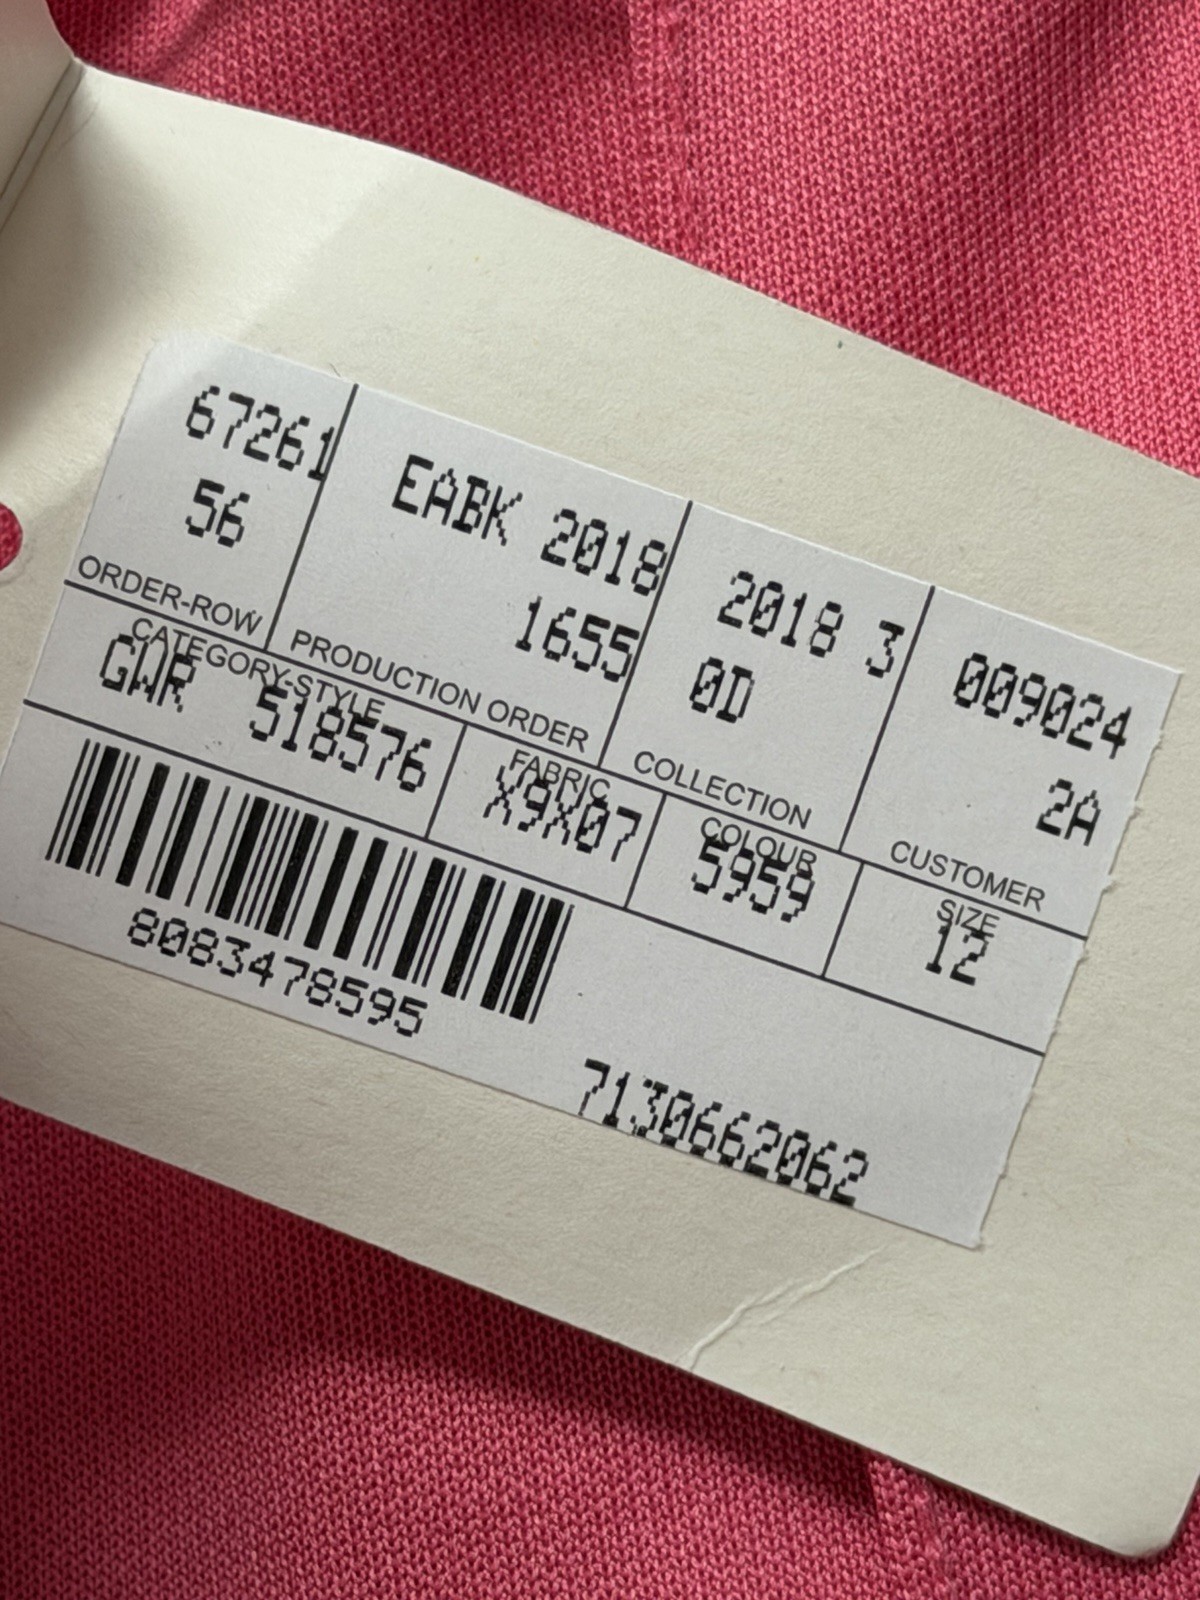 67261
56
ORDER-ROW
EABK 2018
1655
PRODUCTION ORDER
2018 3
0D
COLLECTION
009024
2A
CUSTOMER
CATEGORY-STYLE
GWR 518576
FABRIC
X9X07
COLOUR
5959
SIZE
12
8083478595
7130662062